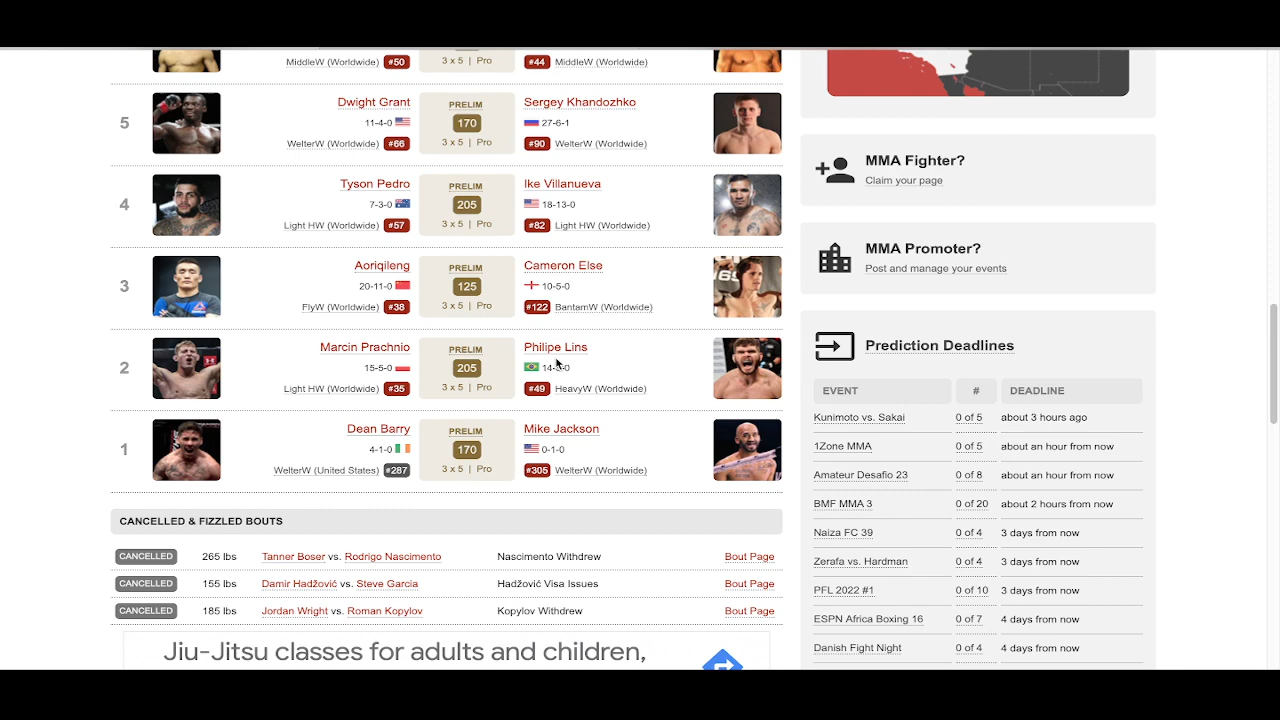 MiddleW (Worldwide) #50
3 x 5 | Pro
#44 MiddleW (Worldwide)
5
Dwight Grant
11-4-0
WelterW (Worldwide) #66
PRELIM
170
3 x 5 | Pro
Sergey Khandozhko
27-6-1
#90 WelterW (Worldwide)
4
Tyson Pedro
7-3-0
Light HW (Worldwide) #57
PRELIM
205
3 x 5 | Pro
Ike Villanueva
18-13-0
#82 Light HW (Worldwide)
3
Aoriqileng
20-11-0
FlyW (Worldwide) #38
PRELIM
125
3 x 5 | Pro
Cameron Else
10-5-0
#122 BantamW (Worldwide)
2
Marcin Prachnio
15-5-0
Light HW (Worldwide) #35
PRELIM
205
3 x 5 | Pro
Philipe Lins
#49 HeavyW (Worldwide)
1
Dean Barry
4-1-0
WelterW (United States) #287
PRELIM
170
3 x 5 | Pro
Mike Jackson
0-1-0
#305 WelterW (Worldwide)
CANCELLED & FIZZLED BOUTS
CANCELLED 265 lbs Tanner Boser vs. Rodrigo Nascimento Nascimento Withdrew Bout Page
CANCELLED 155 lbs Damir Hadžović vs. Steve Garcia Hadžović Visa Issues Bout Page
CANCELLED 185 lbs Jordan Wright vs. Roman Kopylov Kopylov Withdrew Bout Page
Jiu-Jitsu classes for adults and children,
MMA Fighter?
Claim your page
MMA Promoter?
Post and manage your events
Prediction Deadlines
EVENT # DEADLINE
Kunimoto vs. Sakai 0 of 5 about 3 hours ago
1Zone MMA 0 of 5 about an hour from now
Amateur Desafio 23 0 of 8 about an hour from now
BMF MMA 3 0 of 20 about 2 hours from now
Naiza FC 39 0 of 4 3 days from now
Zerafa vs. Hardman 0 of 4 3 days from now
PFL 2022 #1 0 of 10 3 days from now
ESPN Africa Boxing 16 0 of 7 4 days from now
Danish Fight Night 0 of 4 4 days from now